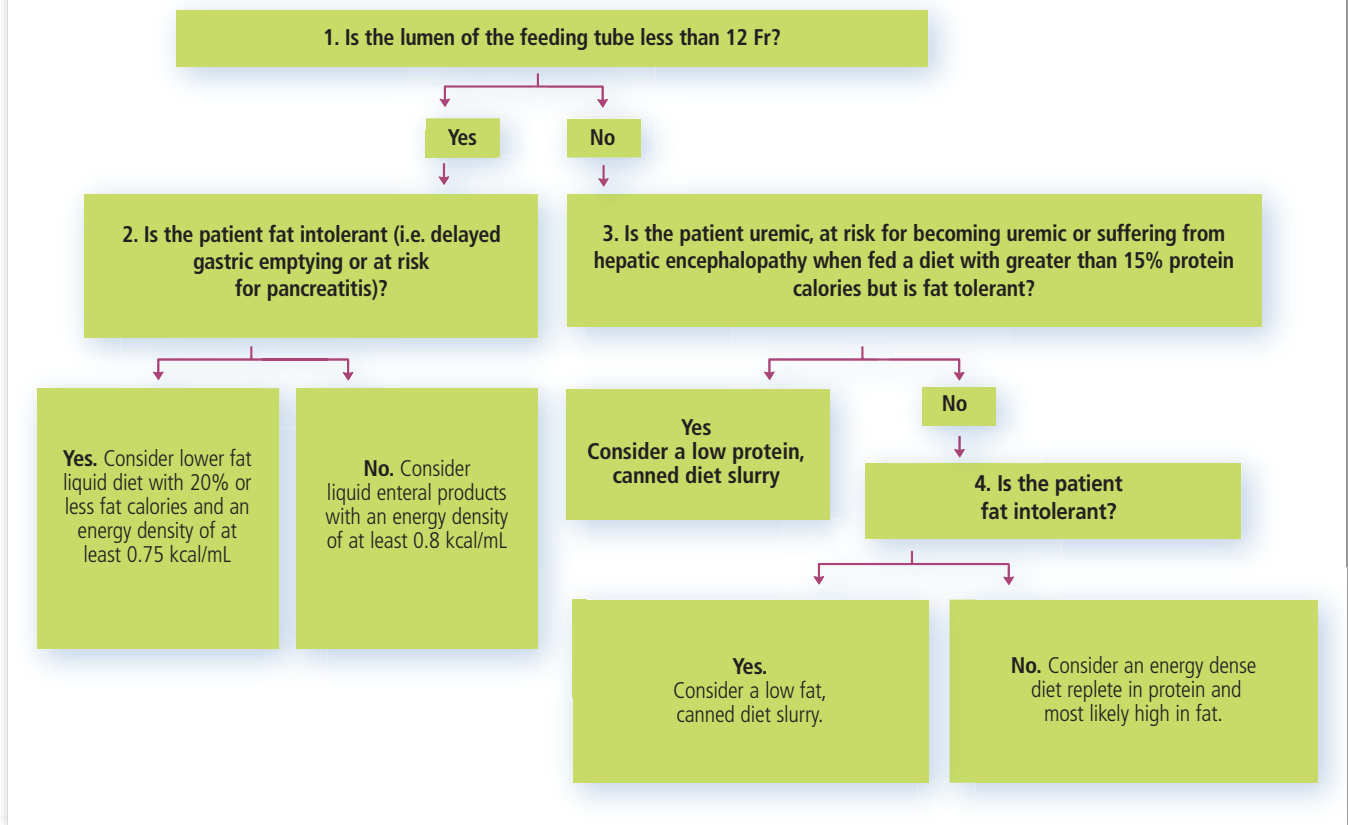 1. Is the lumen of the feeding tube less than 12 Fr?
Yes
No
2. Is the patient fat intolerant (i.e. delayed
gastric emptying or at risk
for pancreatitis)?
3. Is the patient uremic, at risk for becoming uremic or suffering from
hepatic encephalopathy when fed a diet with greater than 15% protein
calories but is fat tolerant?
Yes. Consider lower fat
liquid diet with 20% or
less fat calories and an
energy density of at
least 0.75 kcal/mL
No. Consider
liquid enteral products
with an energy density
of at least 0.8 kcal/mL
Yes
Consider a low protein,
canned diet slurry
No
4. Is the patient
fat intolerant?
Yes.
Consider a low fat,
canned diet slurry.
No. Consider an energy dense
diet replete in protein and
most likely high in fat.